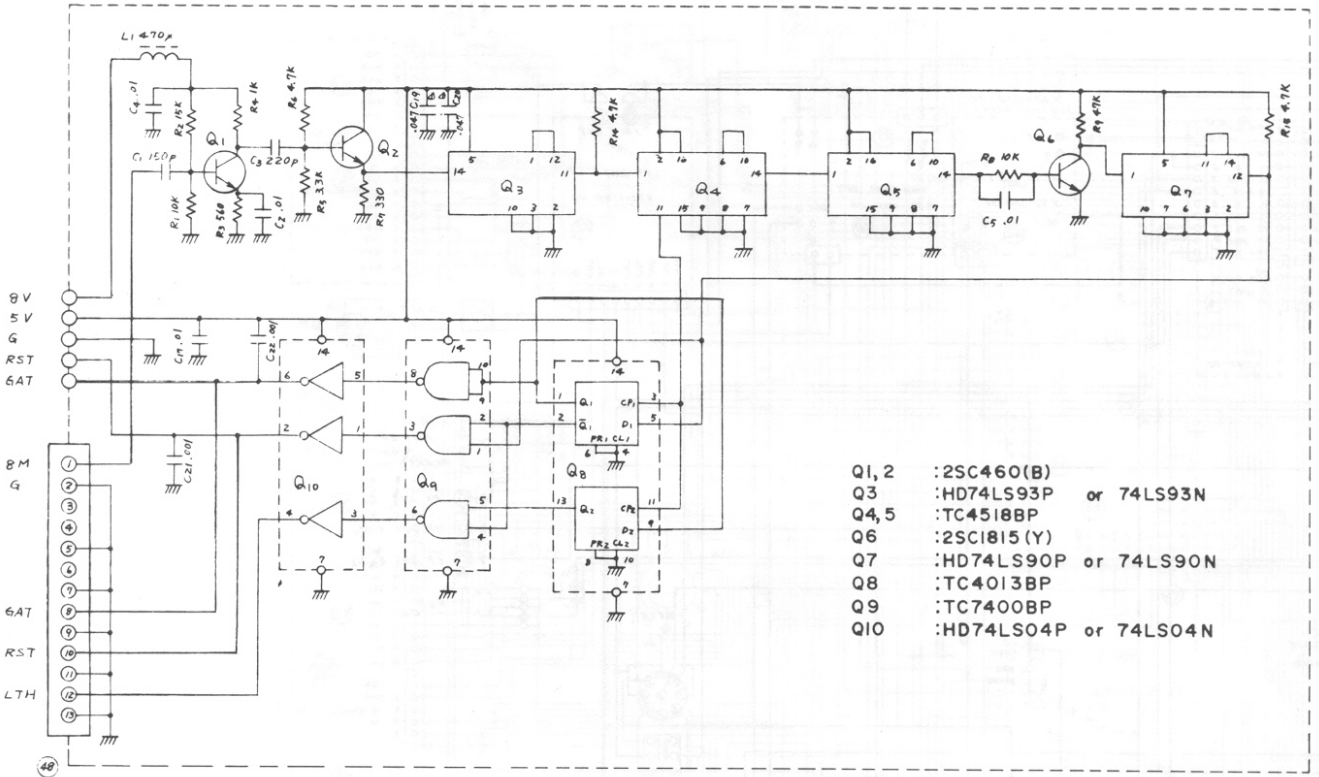 L1 470μ
C4 .01
R2 15K
R4 1K
R6 4.7K
C1 150p
Q1
C3 220p
Q2
R1 10K
R3 560
C2 .01
R5 3.3K
R7 330
.047 C19
C20 .047
5 1 12
14 11
Q3
10 3 2
R14 4.7K
2 16 6 10
1 14
Q4
11 15 9 8 7
2 16 6 10
1 14
Q5
15 9 8 7
R8 10K
C5 .01
Q6
R9 47K
5 11 14
1 12
Q7
10 7 6 3 2
R18 4.7K
8V
5V
G
RST
GAT
C22 .001
C21 .001
14
6 5
2 1
Q10
4 3
7
14
8 10
9
3 2
1
Q9
6 5
4
7
14
1 Q1 CP1 3
2 Q̅1 D1 5
PR1 CL1
6 4
Q8
13 Q2 CP2 11
D2 9
PR2 CL2
8 10
7
8M 1
G 2
3
4
5
6
7
GAT 8
9
RST 10
11
LTH 12
13
48
Q1,2 :2SC460(B)
Q3 :HD74LS93P or 74LS93N
Q4,5 :TC4518BP
Q6 :2SC1815(Y)
Q7 :HD74LS90P or 74LS90N
Q8 :TC4013BP
Q9 :TC7400BP
Q10 :HD74LS04P or 74LS04N